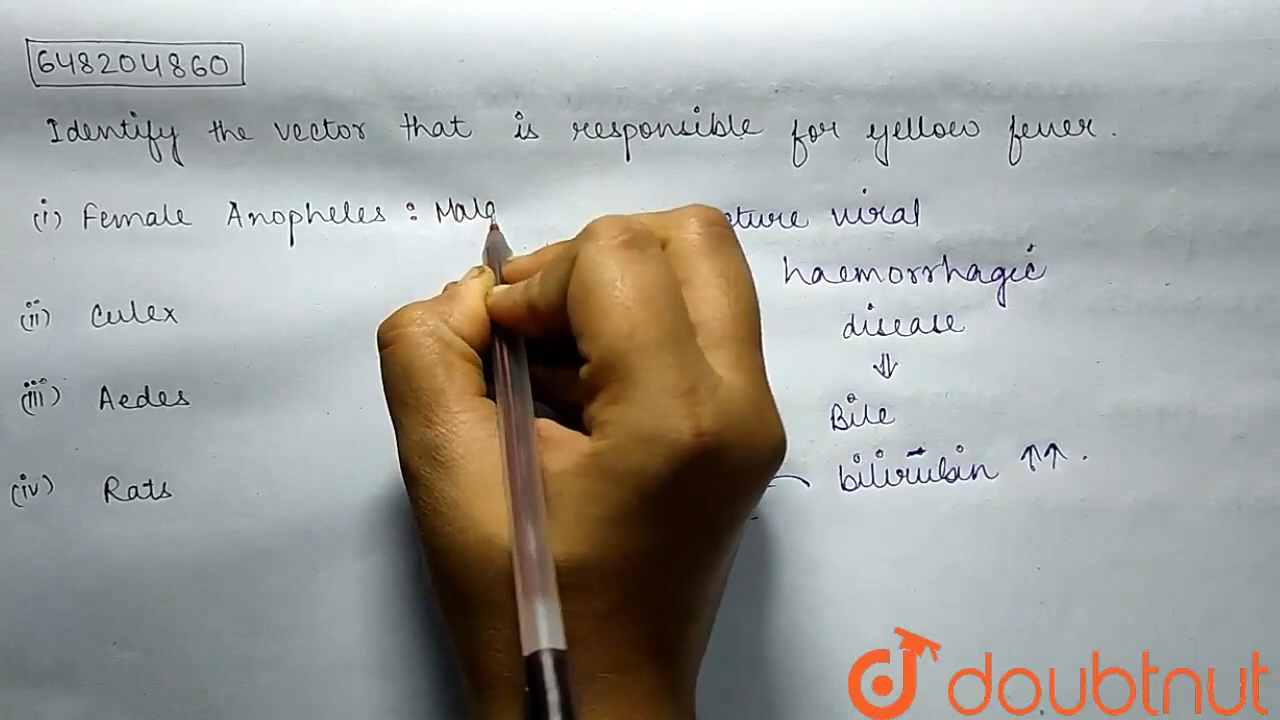 648204860
Identify the vector that is responsible for yellow fever.
(i) Female Anopheles : Mala
viral
haemorrhagic
(ii) Culex
disease
⇓
(iii) Aedes
Bile
bilirubin ↑↑.
(iv) Rats
doubtnut